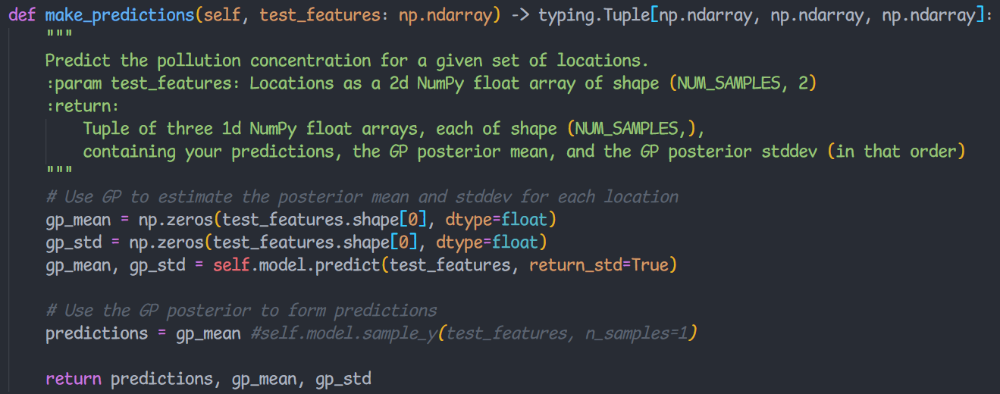 def make_predictions(self, test_features: np.ndarray) -> typing.Tuple[np.ndarray, np.ndarray, np.ndarray]:
    """
    Predict the pollution concentration for a given set of locations.
    :param test_features: Locations as a 2d NumPy float array of shape (NUM_SAMPLES, 2)
    :return:
        Tuple of three 1d NumPy float arrays, each of shape (NUM_SAMPLES,),
        containing your predictions, the GP posterior mean, and the GP posterior stddev (in that order)
    """
    # Use GP to estimate the posterior mean and stddev for each location
    gp_mean = np.zeros(test_features.shape[0], dtype=float)
    gp_std = np.zeros(test_features.shape[0], dtype=float)
    gp_mean, gp_std = self.model.predict(test_features, return_std=True)

    # Use the GP posterior to form predictions
    predictions = gp_mean #self.model.sample_y(test_features, n_samples=1)

    return predictions, gp_mean, gp_std